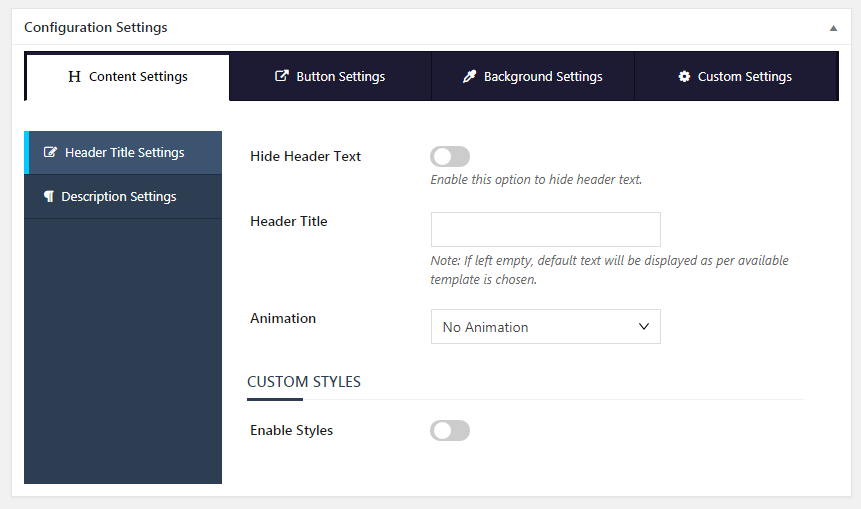 Configuration Settings
H Content Settings
Button Settings
Background Settings
Custom Settings
Header Title Settings
Description Settings
Hide Header Text
Enable this option to hide header text.
Header Title
Note: If left empty, default text will be displayed as per available
template is chosen.
Animation
No Animation
CUSTOM STYLES
Enable Styles